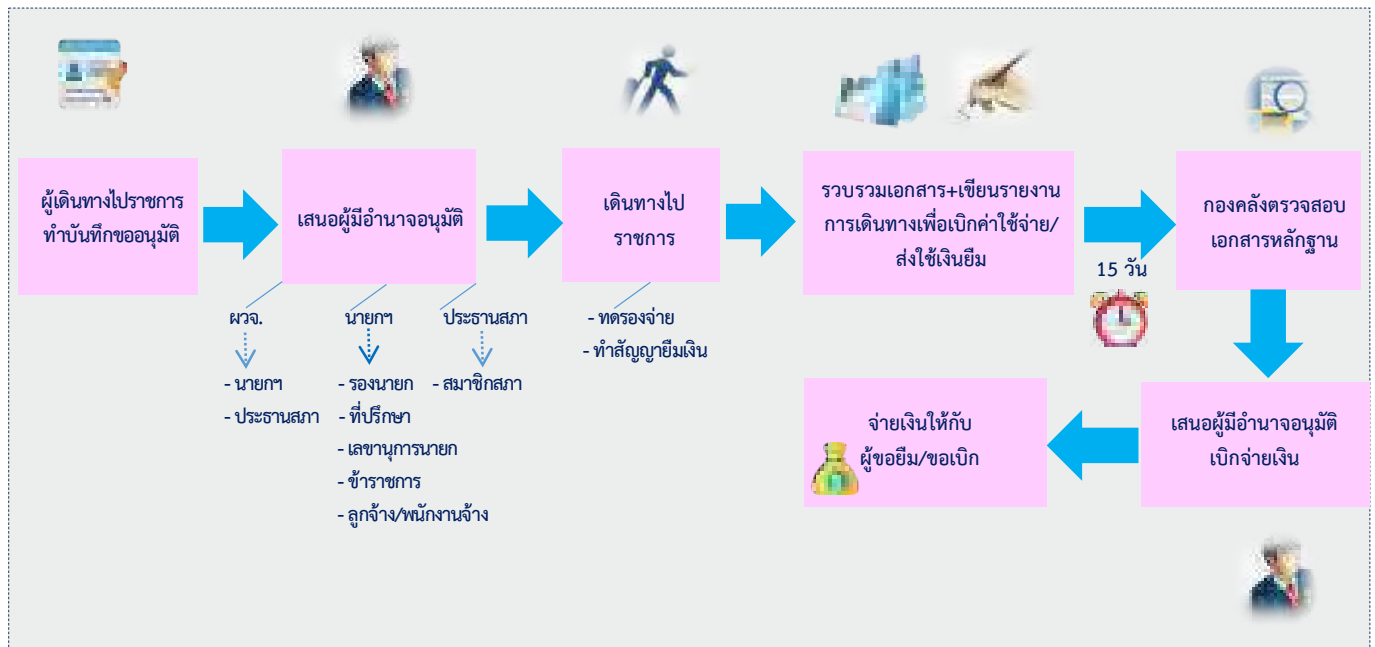 ผู้เดินทางไปราชการ
ทำบันทึกขออนุมัติ
เสนอผู้มีอำนาจอนุมัติ
เดินทางไป
ราชการ
รวบรวมเอกสาร+เขียนรายงาน
การเดินทางเพื่อเบิกค่าใช้จ่าย/
ส่งใช้เงินยืม
15 วัน
กองคลังตรวจสอบ
เอกสารหลักฐาน
ผวจ.
- นายกฯ
- ประธานสภา
นายกฯ
- รองนายก
- ที่ปรึกษา
- เลขานุการนายก
- ข้าราชการ
- ลูกจ้าง/พนักงานจ้าง
ประธานสภา
- สมาชิกสภา
- ทดรองจ่าย
- ทำสัญญายืมเงิน
เสนอผู้มีอำนาจอนุมัติ
เบิกจ่ายเงิน
จ่ายเงินให้กับ
ผู้ขอยืม/ขอเบิก